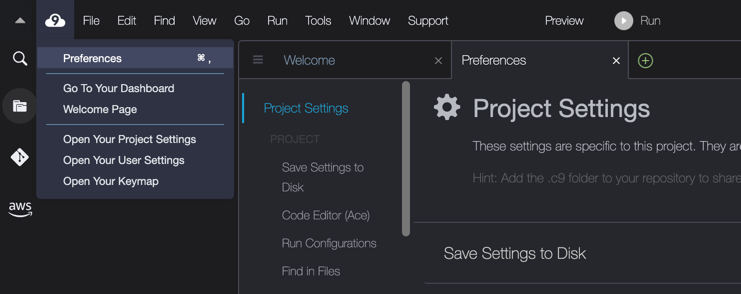 9 File Edit Find View Go Run Tools Window Support Preview Run
Preferences ⌘ ,
Go To Your Dashboard
Welcome Page
Open Your Project Settings
Open Your User Settings
Open Your Keymap
aws
Welcome × Preferences ×
Project Settings
PROJECT
Save Settings to
Disk
Code Editor (Ace)
Run Configurations
Find in Files
Project Settings
These settings are specific to this project. They are
Hint: Add the .c9 folder to your repository to share
Save Settings to Disk